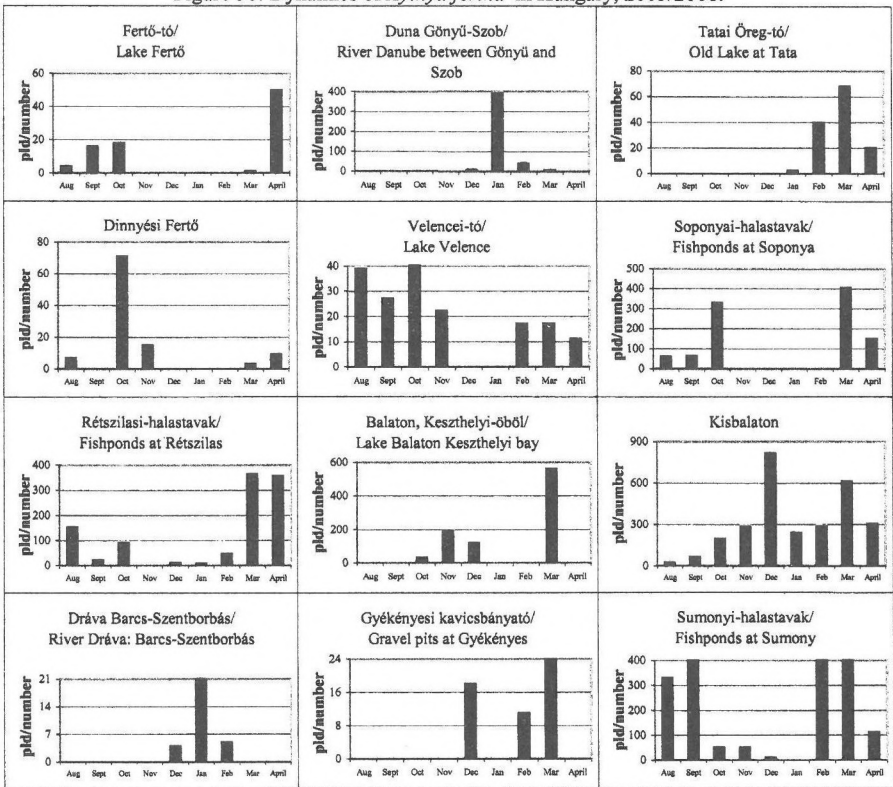 Dynamics of Aythya ferina in Hungary,
Fertő-tó/
Lake Fertő
pld/number
60
40
20
0
Aug Sept Oct Nov Dec Jan Feb Mar April
Duna Gönyű-Szob/
River Danube between Gönyü and
Szob
pld/number
400
300
200
100
0
Aug Sept Oct Nov Dec Jan Feb Mar April
Tatai Öreg-tó/
Old Lake at Tata
pld/number
80
60
40
20
0
Aug Sept Oct Nov Dec Jan Feb Mar April
Dinnyési Fertő
pld/number
80
60
40
20
0
Aug Sept Oct Nov Dec Jan Feb Mar April
Velencei-tó/
Lake Velence
pld/number
40
30
20
10
0
Aug Sept Oct Nov Dec Jan Feb Mar April
Soponyai-halastavak/
Fishponds at Soponya
pld/number
500
400
300
200
100
0
Aug Sept Oct Nov Dec Jan Feb Mar April
Rétszilasi-halastavak/
Fishponds at Rétszilas
pld/number
400
300
200
100
0
Aug Sept Oct Nov Dec Jan Feb Mar April
Balaton, Keszthelyi-öböl/
Lake Balaton Keszthelyi bay
pld/number
600
400
200
0
Aug Sept Oct Nov Dec Jan Feb Mar April
Kisbalaton
pld/number
900
600
300
0
Aug Sept Oct Nov Dec Jan Feb Mar April
Dráva Barcs-Szentborbás/
River Dráva: Barcs-Szentborbás
pld/number
21
14
7
0
Aug Sept Oct Nov Dec Jan Feb Mar April
Gyékényesi kavicsbányató/
Gravel pits at Gyékényes
pld/number
24
16
8
0
Aug Sept Oct Nov Dec Jan Feb Mar April
Sumonyi-halastavak/
Fishponds at Sumony
pld/number
400
300
200
100
0
Aug Sept Oct Nov Dec Jan Feb Mar April